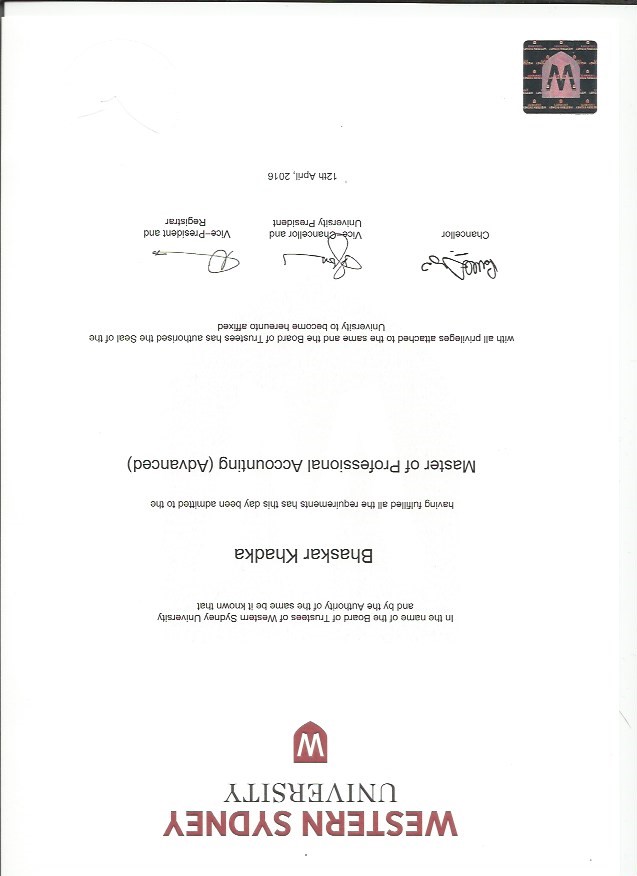 WESTERN SYDNEY
UNIVERSITY
W
In the name of the Board of Trustees of Western Sydney University
and by the Authority of the same be it known that
Bhaskar Khadka
having fulfilled all the requirements has this day been admitted to the
Master of Professional Accounting (Advanced)
with all privileges attached to the same and the Board of Trustees has authorised the Seal of the
University to become hereunto affixed
Chancellor
Vice–Chancellor and
University President
Vice–President and
Registrar
12th April, 2016
W